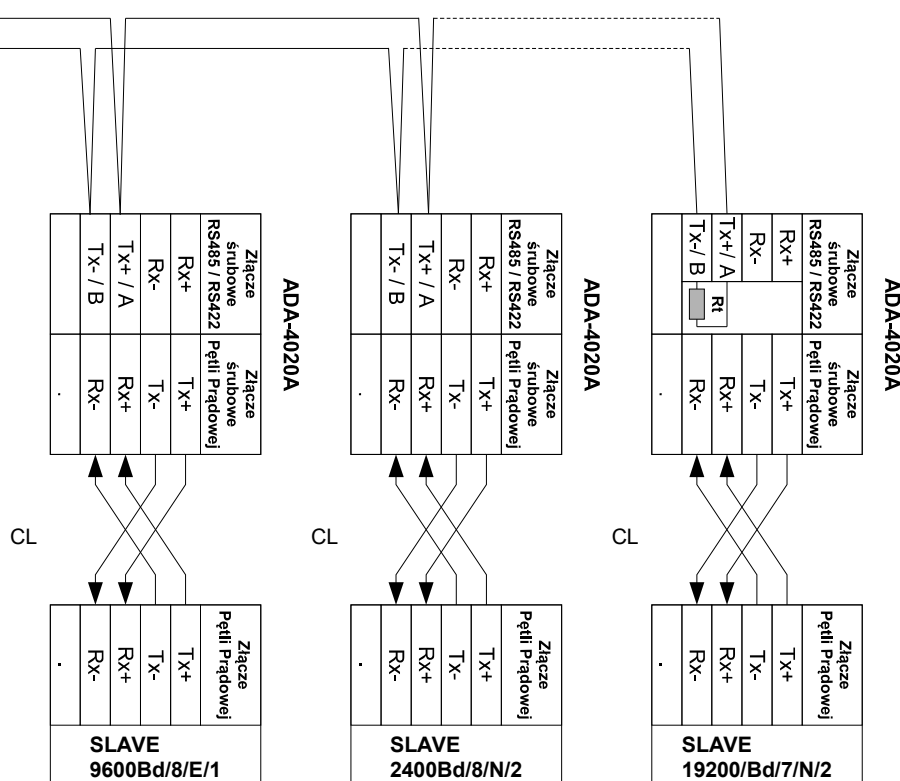 ADA-4020A
Złącze
śrubowe
RS485 / RS422
Rx+
Rx-
Tx+ / A
Tx- / B
Złącze
śrubowe
Pętli Prądowej
Tx+
Tx-
Rx+
Rx-
.
CL
Złącze
Pętli Prądowej
Tx+
Tx-
Rx+
Rx-
.
SLAVE
9600Bd/8/E/1
ADA-4020A
Złącze
śrubowe
RS485 / RS422
Rx+
Rx-
Tx+ / A
Tx- / B
Złącze
śrubowe
Pętli Prądowej
Tx+
Tx-
Rx+
Rx-
.
CL
Złącze
Pętli Prądowej
Tx+
Tx-
Rx+
Rx-
.
SLAVE
2400Bd/8/N/2
ADA-4020A
Złącze
śrubowe
RS485 / RS422
Rx+
Rx-
Tx+/ A
Tx-/ B
Rt
Złącze
śrubowe
Pętli Prądowej
Tx+
Tx-
Rx+
Rx-
.
CL
Złącze
Pętli Prądowej
Tx+
Tx-
Rx+
Rx-
.
SLAVE
19200/Bd/7/N/2